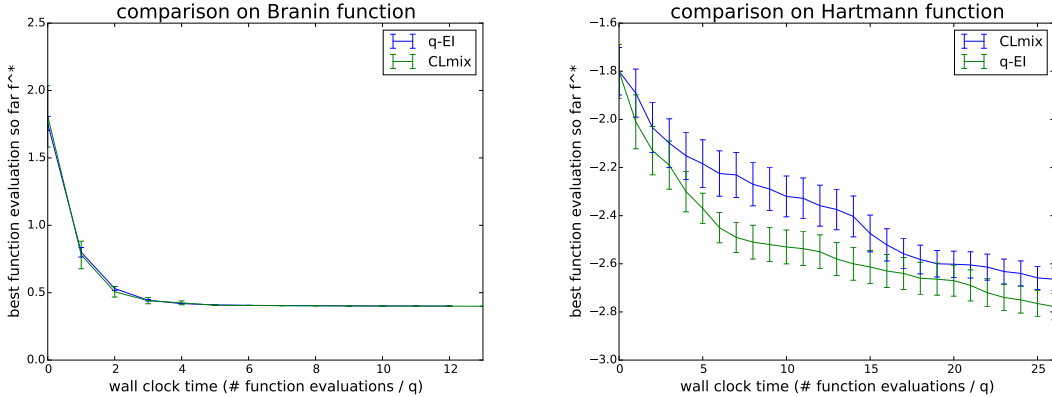 comparison on Branin function
2.5
2.0
1.5
1.0
0.5
0.0
best function evaluation so far f^*
q-EI
CLmix
0 2 4 6 8 10 12
wall clock time (# function evaluations / q)
comparison on Hartmann function
−1.6
−1.8
−2.0
−2.2
−2.4
−2.6
−2.8
−3.0
best function evaluation so far f^*
CLmix
q-EI
0 5 10 15 20 25
wall clock time (# function evaluations / q)